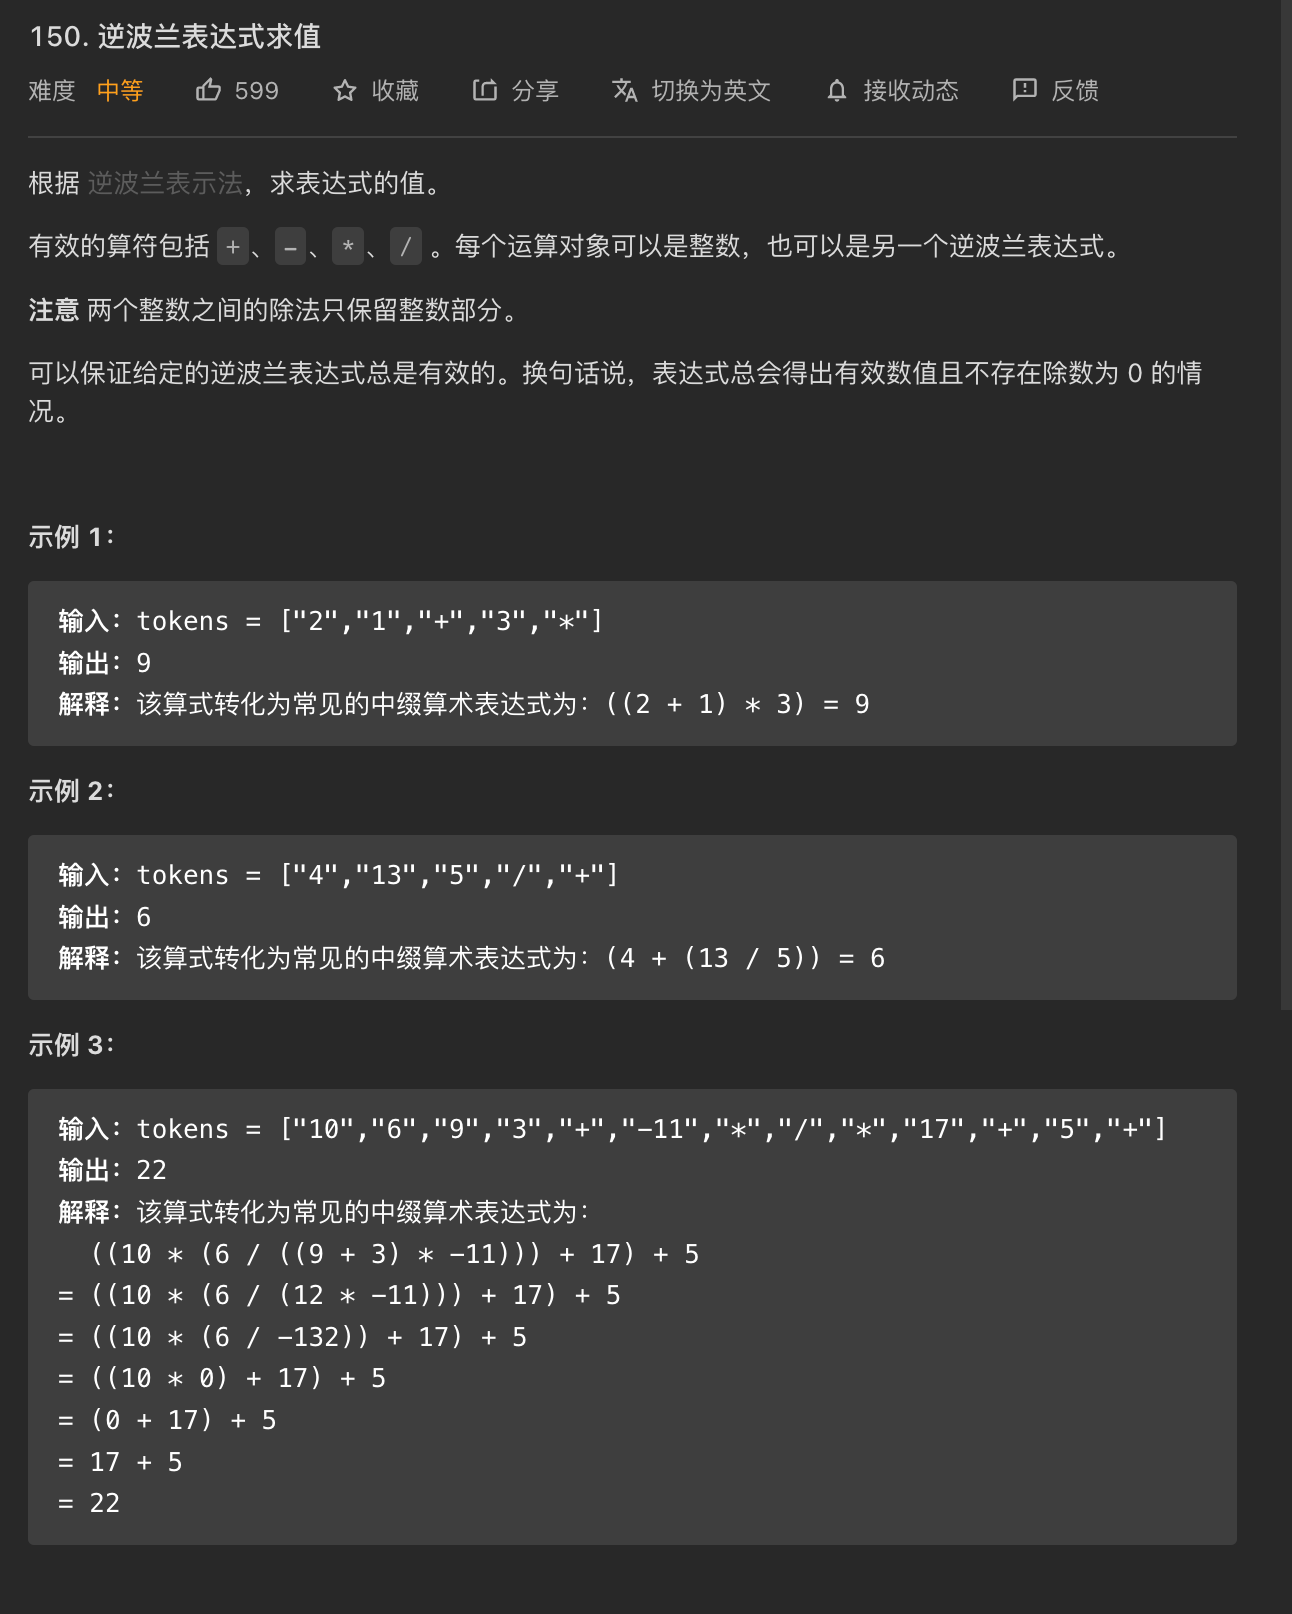 150. 逆波兰表达式求值
难度 中等 599 收藏 分享 切换为英文 接收动态 反馈
根据 逆波兰表示法，求表达式的值。
有效的算符包括 +、-、*、/ 。每个运算对象可以是整数，也可以是另一个逆波兰表达式。
注意 两个整数之间的除法只保留整数部分。
可以保证给定的逆波兰表达式总是有效的。换句话说，表达式总会得出有效数值且不存在除数为 0 的情
况。
示例 1：
输入：tokens = ["2","1","+","3","*"]
输出：9
解释：该算式转化为常见的中缀算术表达式为：((2 + 1) * 3) = 9
示例 2：
输入：tokens = ["4","13","5","/","+"]
输出：6
解释：该算式转化为常见的中缀算术表达式为：(4 + (13 / 5)) = 6
示例 3：
输入：tokens = ["10","6","9","3","+","-11","*","/","*","17","+","5","+"]
输出：22
解释：该算式转化为常见的中缀算术表达式为：
((10 * (6 / ((9 + 3) * -11))) + 17) + 5
= ((10 * (6 / (12 * -11))) + 17) + 5
= ((10 * (6 / -132)) + 17) + 5
= ((10 * 0) + 17) + 5
= (0 + 17) + 5
= 17 + 5
= 22